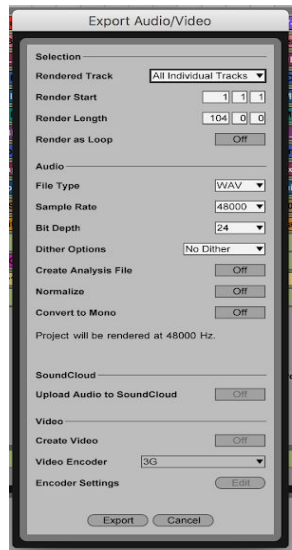 Export Audio/Video
Selection
Rendered Track All Individual Tracks
Render Start 1 1 1
Render Length 104 0 0
Render as Loop Off
Audio
File Type WAV
Sample Rate 48000
Bit Depth 24
Dither Options No Dither
Create Analysis File Off
Normalize Off
Convert to Mono Off
Project will be rendered at 48000 Hz.
SoundCloud
Upload Audio to SoundCloud Off
Video
Create Video Off
Video Encoder 3G
Encoder Settings Edit
Export Cancel